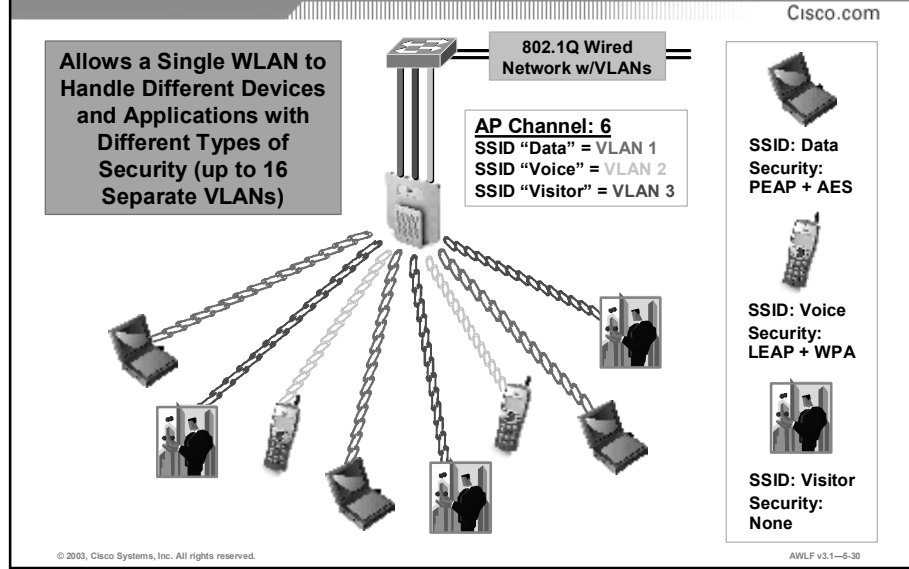 Cisco.com
Allows a Single WLAN to
Handle Different Devices
and Applications with
Different Types of
Security (up to 16
Separate VLANs)
802.1Q Wired
Network w/VLANs
AP Channel: 6
SSID “Data” = VLAN 1
SSID “Voice” = VLAN 2
SSID “Visitor” = VLAN 3
SSID: Data
Security:
PEAP + AES
SSID: Voice
Security:
LEAP + WPA
SSID: Visitor
Security:
None
© 2003, Cisco Systems, Inc. All rights reserved.
AWLF v3.1—5-30